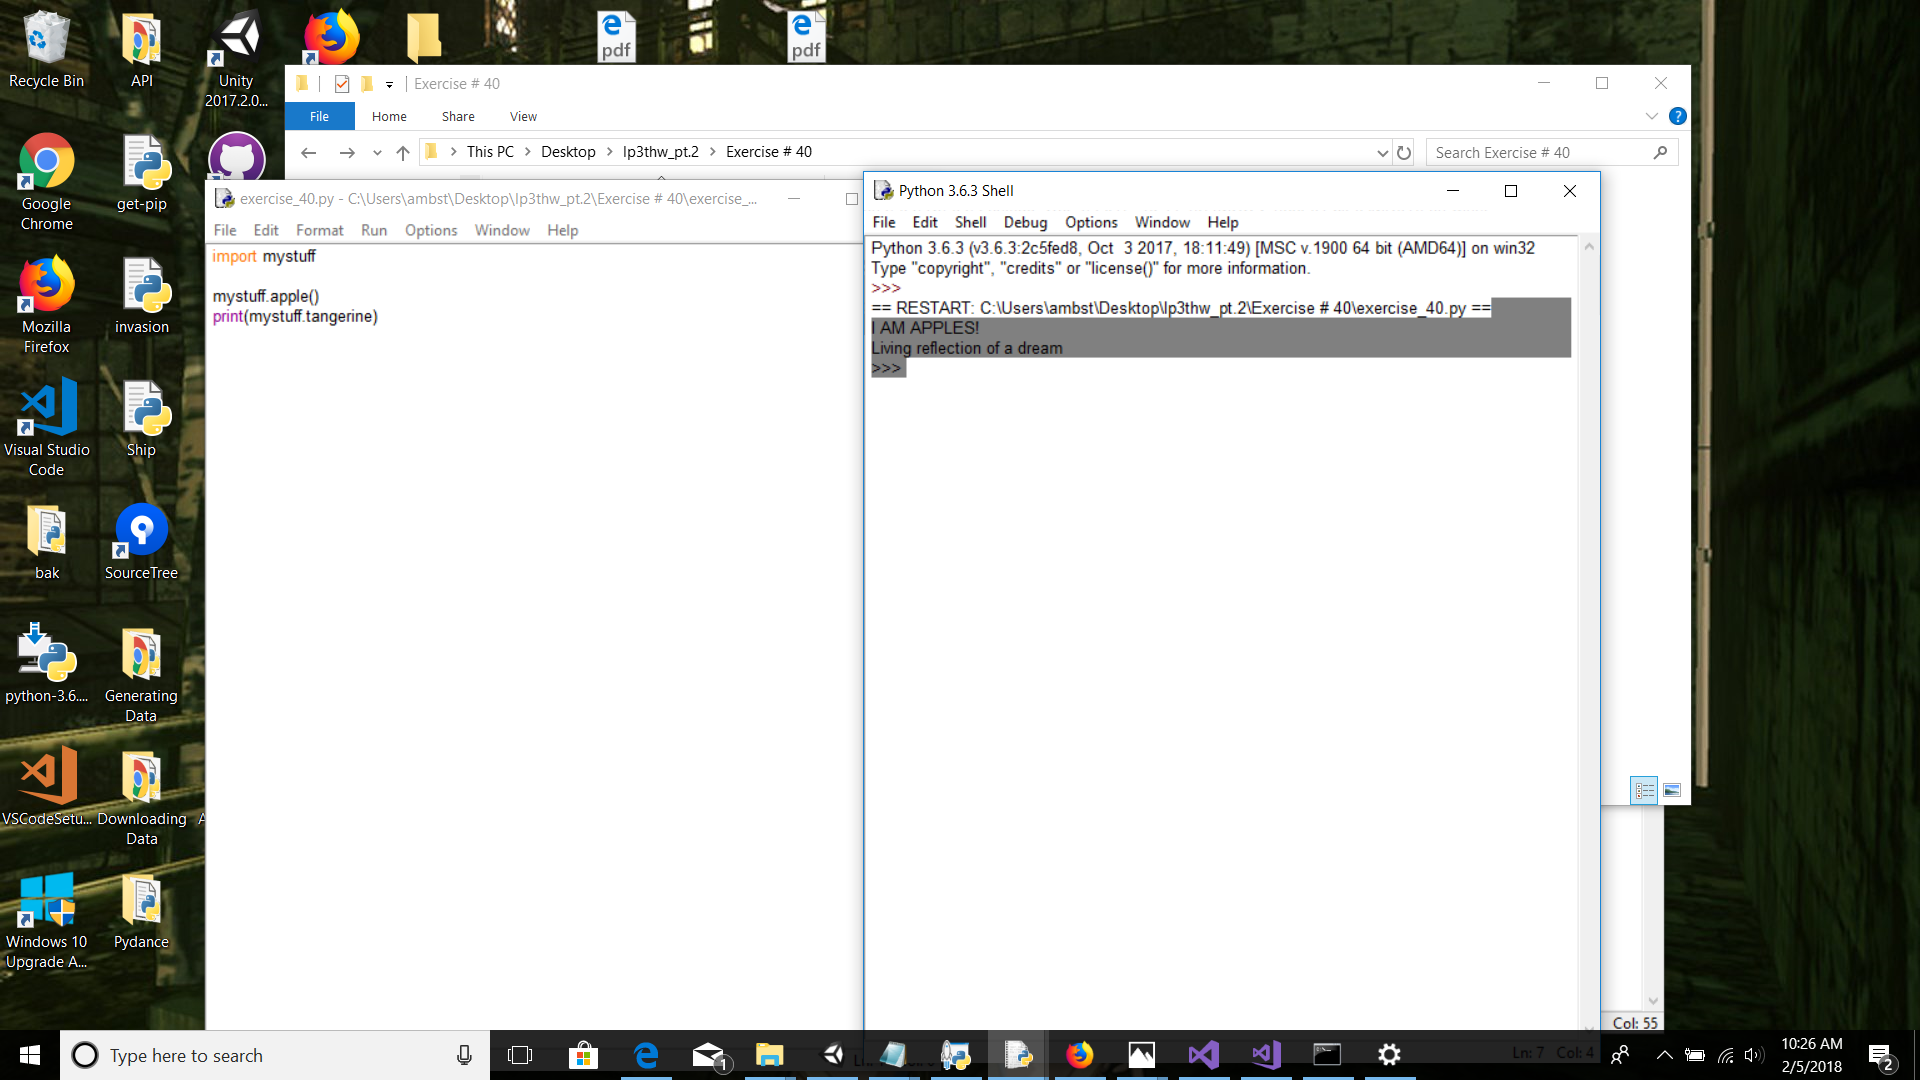 Recycle Bin
API
Unity
2017.2.0...
pdf
pdf
Google
Chrome
get-pip
Mozilla
Firefox
invasion
Visual Studio
Code
Ship
bak
SourceTree
python-3.6....
Generating
Data
VSCodeSetu...
Downloading
Data
A
Windows 10
Upgrade A...
Pydance
Exercise # 40
File Home Share View
?
This PC > Desktop > lp3thw_pt.2 > Exercise # 40
Search Exercise # 40
exercise_40.py - C:\Users\ambst\Desktop\lp3thw_pt.2\Exercise # 40\exercise_...
File Edit Format Run Options Window Help
import mystuff
mystuff.apple()
print(mystuff.tangerine)
Python 3.6.3 Shell
File Edit Shell Debug Options Window Help
Python 3.6.3 (v3.6.3:2c5fed8, Oct  3 2017, 18:11:49) [MSC v.1900 64 bit (AMD64)] on win32
Type "copyright", "credits" or "license()" for more information.
>>>
== RESTART: C:\Users\ambst\Desktop\lp3thw_pt.2\Exercise # 40\exercise_40.py ==
I AM APPLES!
Living reflection of a dream
>>>
Col: 55
Ln: 7 Col: 4
Type here to search
1
10:26 AM
2/5/2018
2